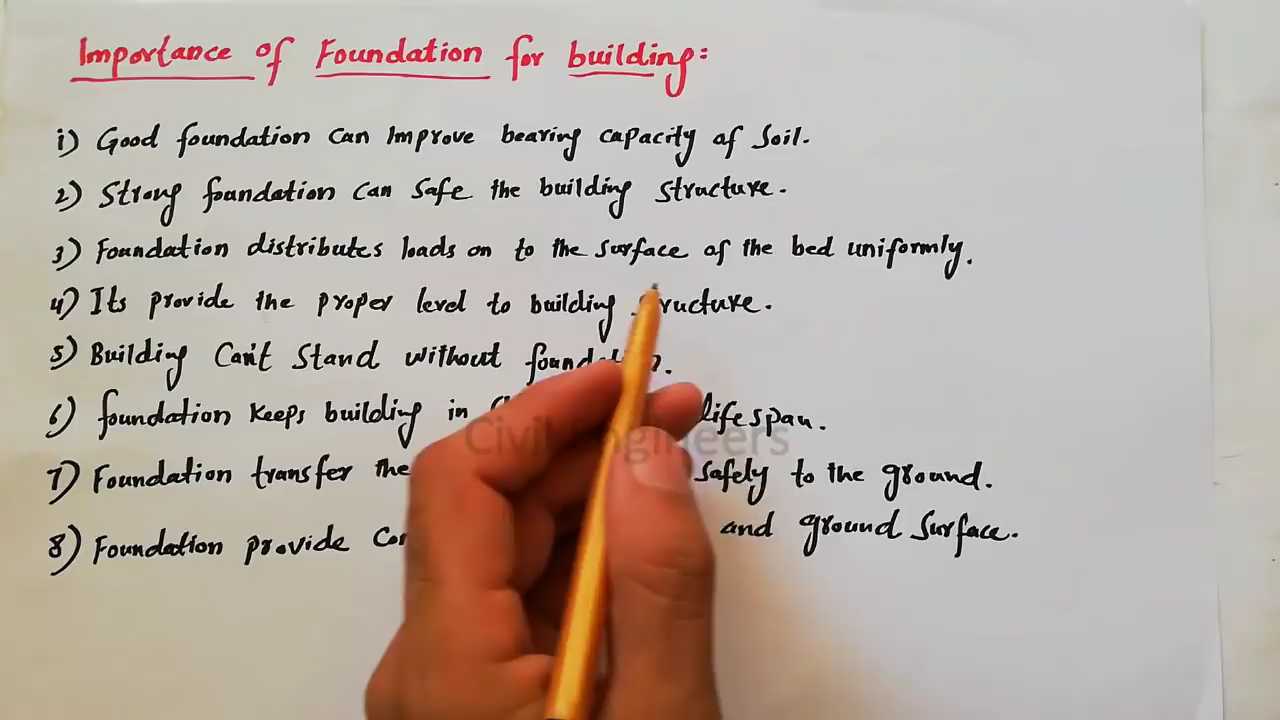 Importance of Foundation for building:
1) Good foundation can improve bearing capacity of soil.
2) Strong foundation can safe the building structure.
3) Foundation distributes loads on to the surface of the bed uniformly.
4) Its provide the proper level to building structure.
5) Building Can't Stand without foundation.
6) foundation keeps building in lifespan.
7) Foundation transfer the safely to the ground.
8) Foundation provide and ground surface.
Civil engineers